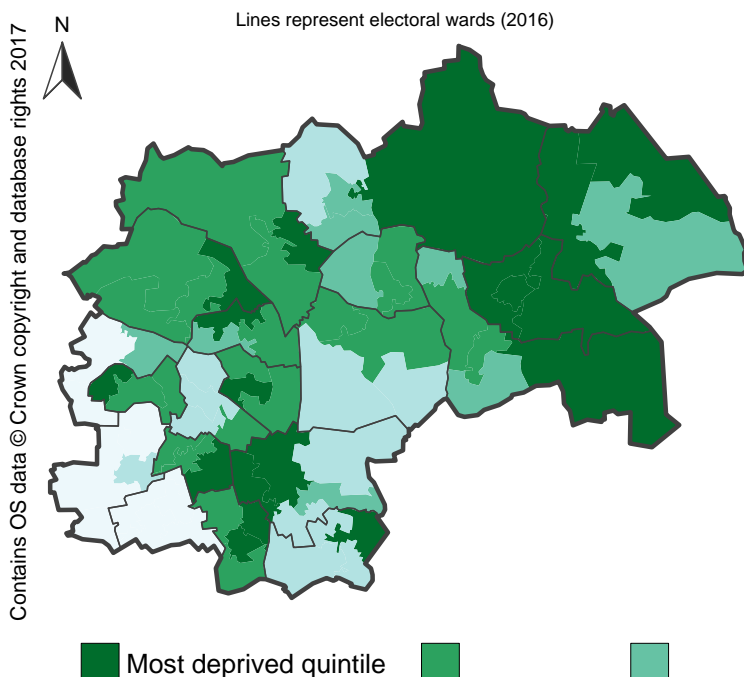 Lines represent electoral wards (2016)
N
Contains OS data © Crown copyright and database rights 2017
Most deprived quintile